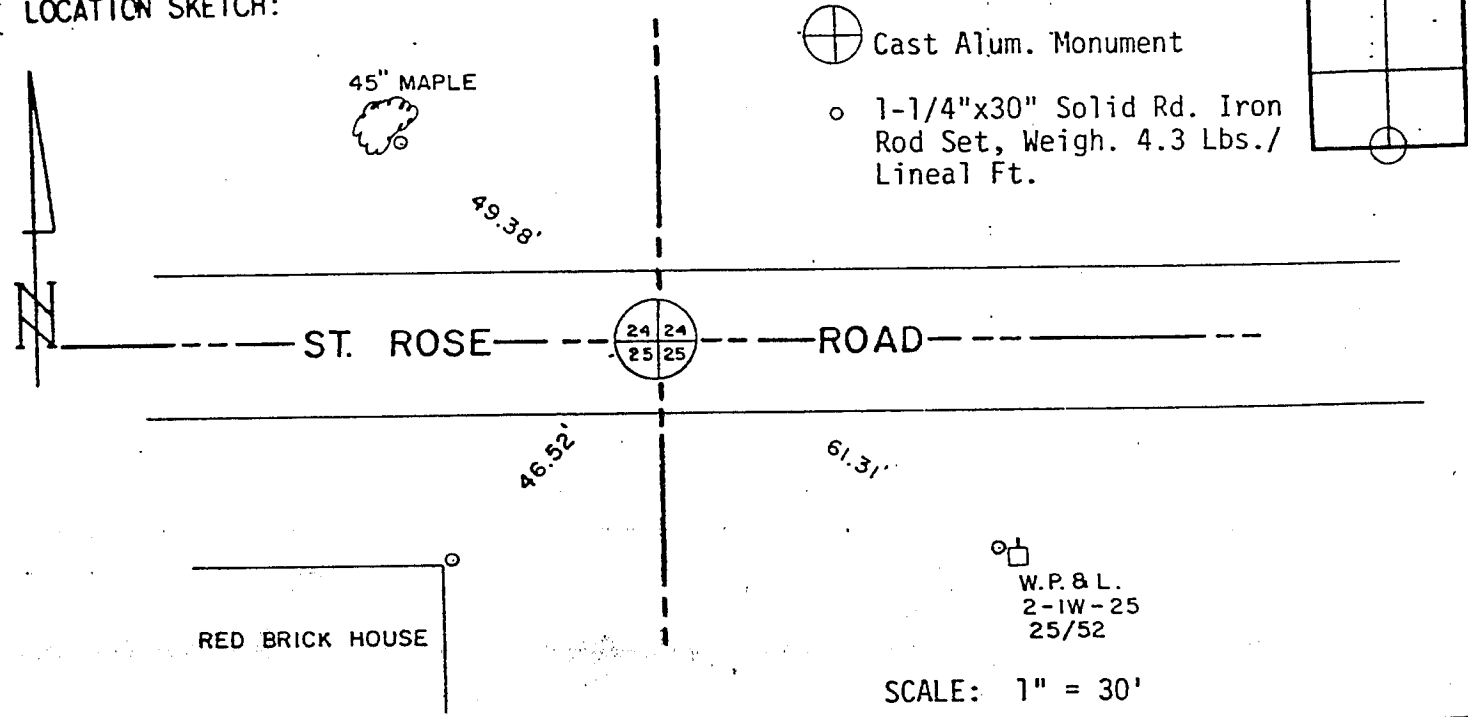 LOCATION SKETCH:
Cast Alum. Monument
1-1/4"x30" Solid Rd. Iron
Rod Set, Weigh. 4.3 Lbs./
Lineal Ft.
45" MAPLE
49.38'
N
ST. ROSE
24 24
25 25
ROAD
46.52'
61.31'
RED BRICK HOUSE
W.P. & L.
2-1W-25
25/52
SCALE: 1" = 30'